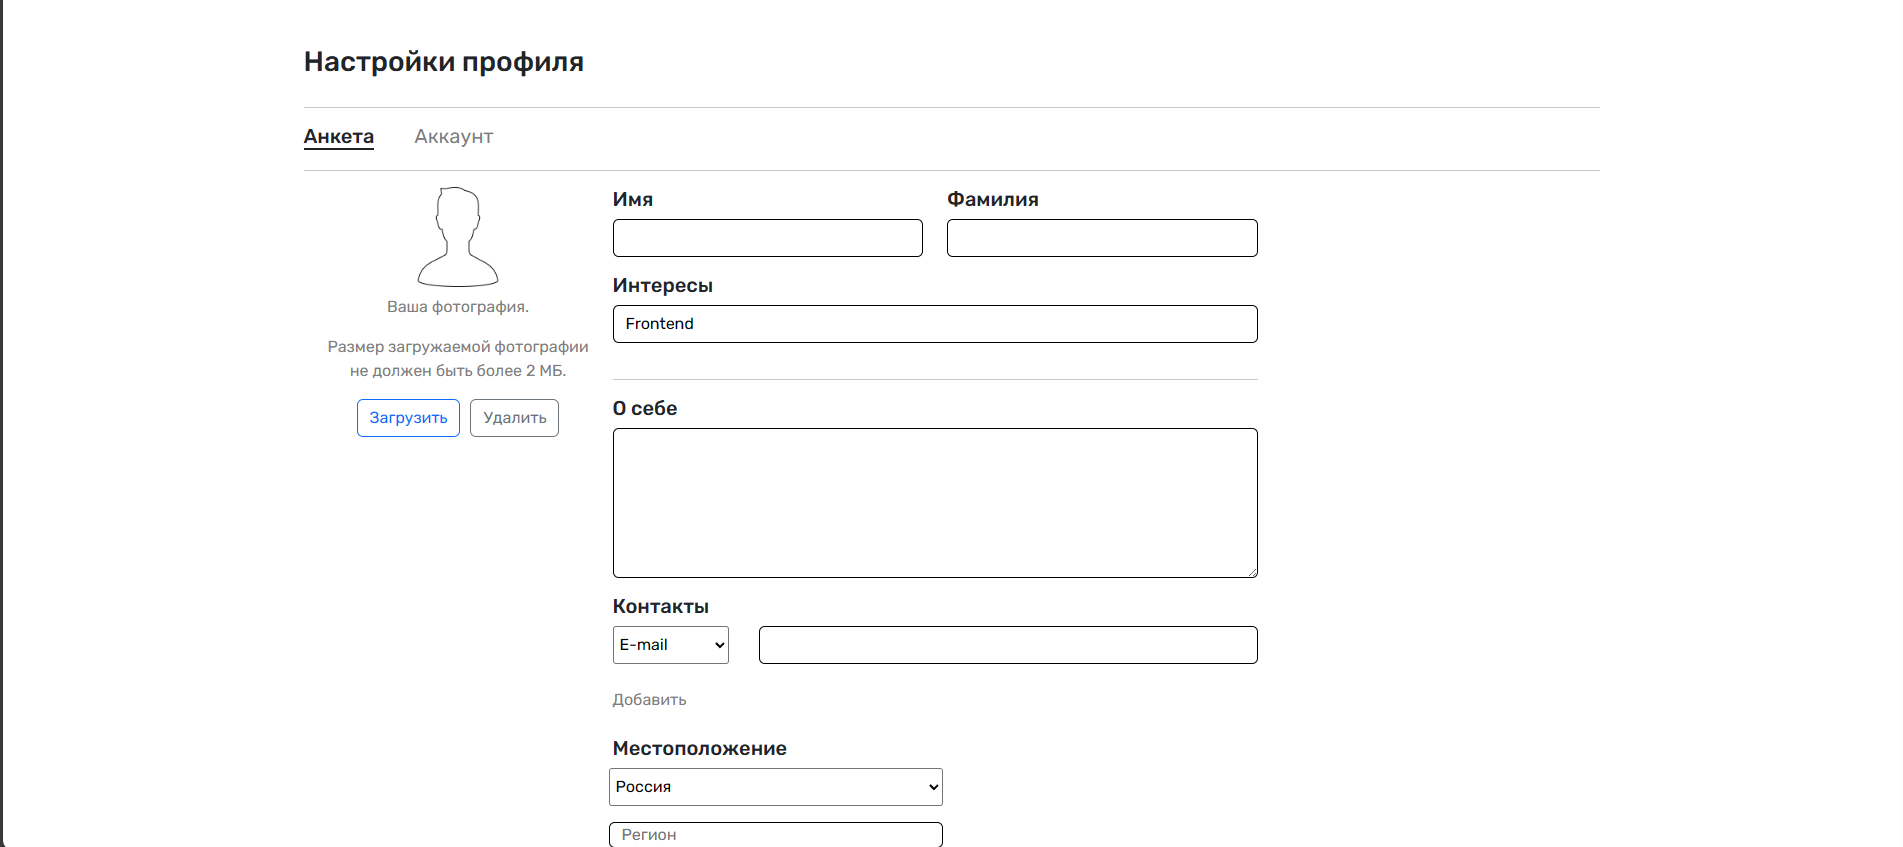 Настройки профиля
Анкета Аккаунт
Ваша фотография.
Размер загружаемой фотографии
не должен быть более 2 МБ.
Загрузить Удалить
Имя Фамилия
Интересы
Frontend
О себе
Контакты
E-mail
Добавить
Местоположение
Россия
Регион